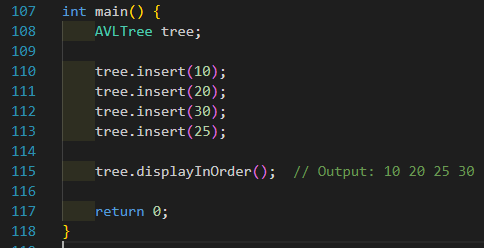 107 int main() {
108     AVLTree tree;
109
110     tree.insert(10);
111     tree.insert(20);
112     tree.insert(30);
113     tree.insert(25);
114
115     tree.displayInOrder();  // Output: 10 20 25 30
116
117     return 0;
118 }